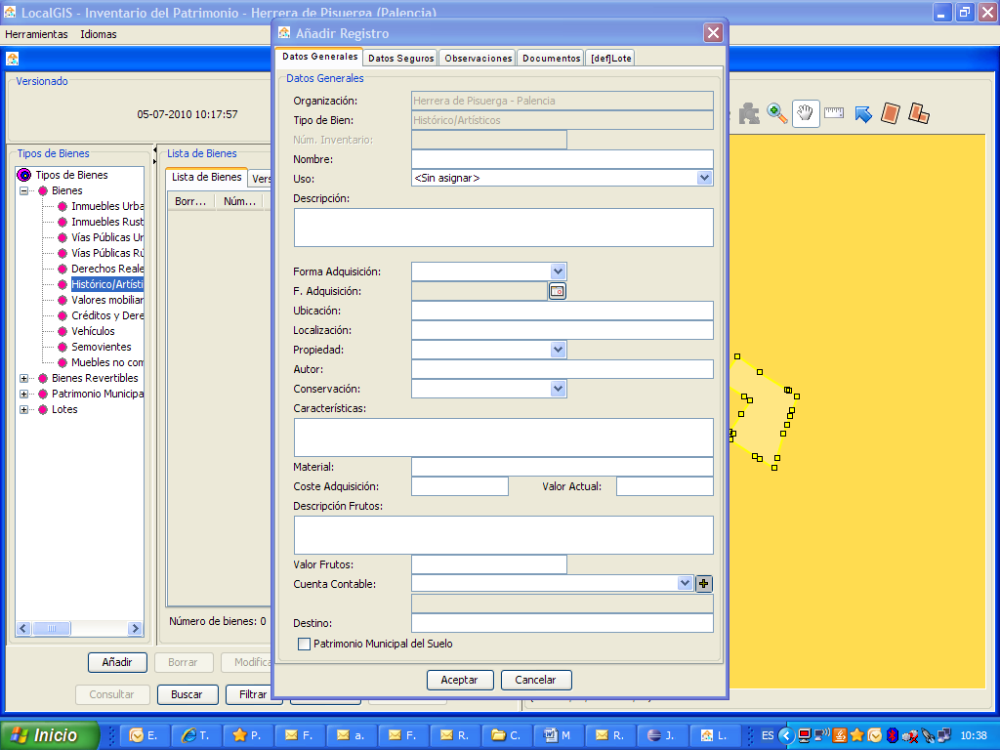 LocalGIS - Inventario del Patrimonio - Herrera de Pisuerga (Palencia)
Herramientas Idiomas
Versionado
05-07-2010 10:17:57
Tipos de Bienes
Tipos de Bienes
Bienes
Inmuebles Urba
Inmuebles Rust
Vías Públicas Ur
Vías Públicas Rú
Derechos Reale
Histórico/Artísti
Valores mobiliar
Créditos y Dere
Vehículos
Semovientes
Muebles no com
Bienes Revertibles
Patrimonio Municipa
Lotes
Lista de Bienes
Lista de Bienes Vers
Borr... Núm...
Número de bienes: 0
Añadir Borrar Modifica
Consultar Buscar Filtrar
Añadir Registro
Datos Generales Datos Seguros Observaciones Documentos [def]Lote
Datos Generales
Organización: Herrera de Pisuerga - Palencia
Tipo de Bien: Histórico/Artísticos
Núm. Inventario:
Nombre:
Uso: <Sin asignar>
Descripción:
Forma Adquisición:
F. Adquisición:
Ubicación:
Localización:
Propiedad:
Autor:
Conservación:
Características:
Material:
Coste Adquisición: Valor Actual:
Descripción Frutos:
Valor Frutos:
Cuenta Contable:
Destino:
Patrimonio Municipal del Suelo
Aceptar Cancelar
Inicio E. T. P. F. a. F. R. C. M R. J. L. ES 10:38